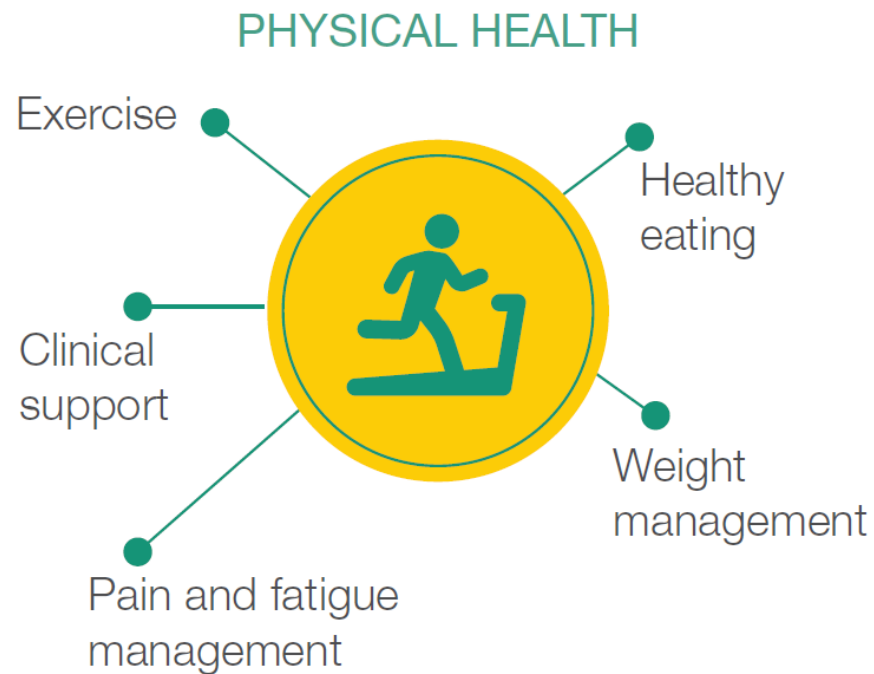 PHYSICAL HEALTH
Exercise
Healthy
eating
Clinical
support
Weight
management
Pain and fatigue
management